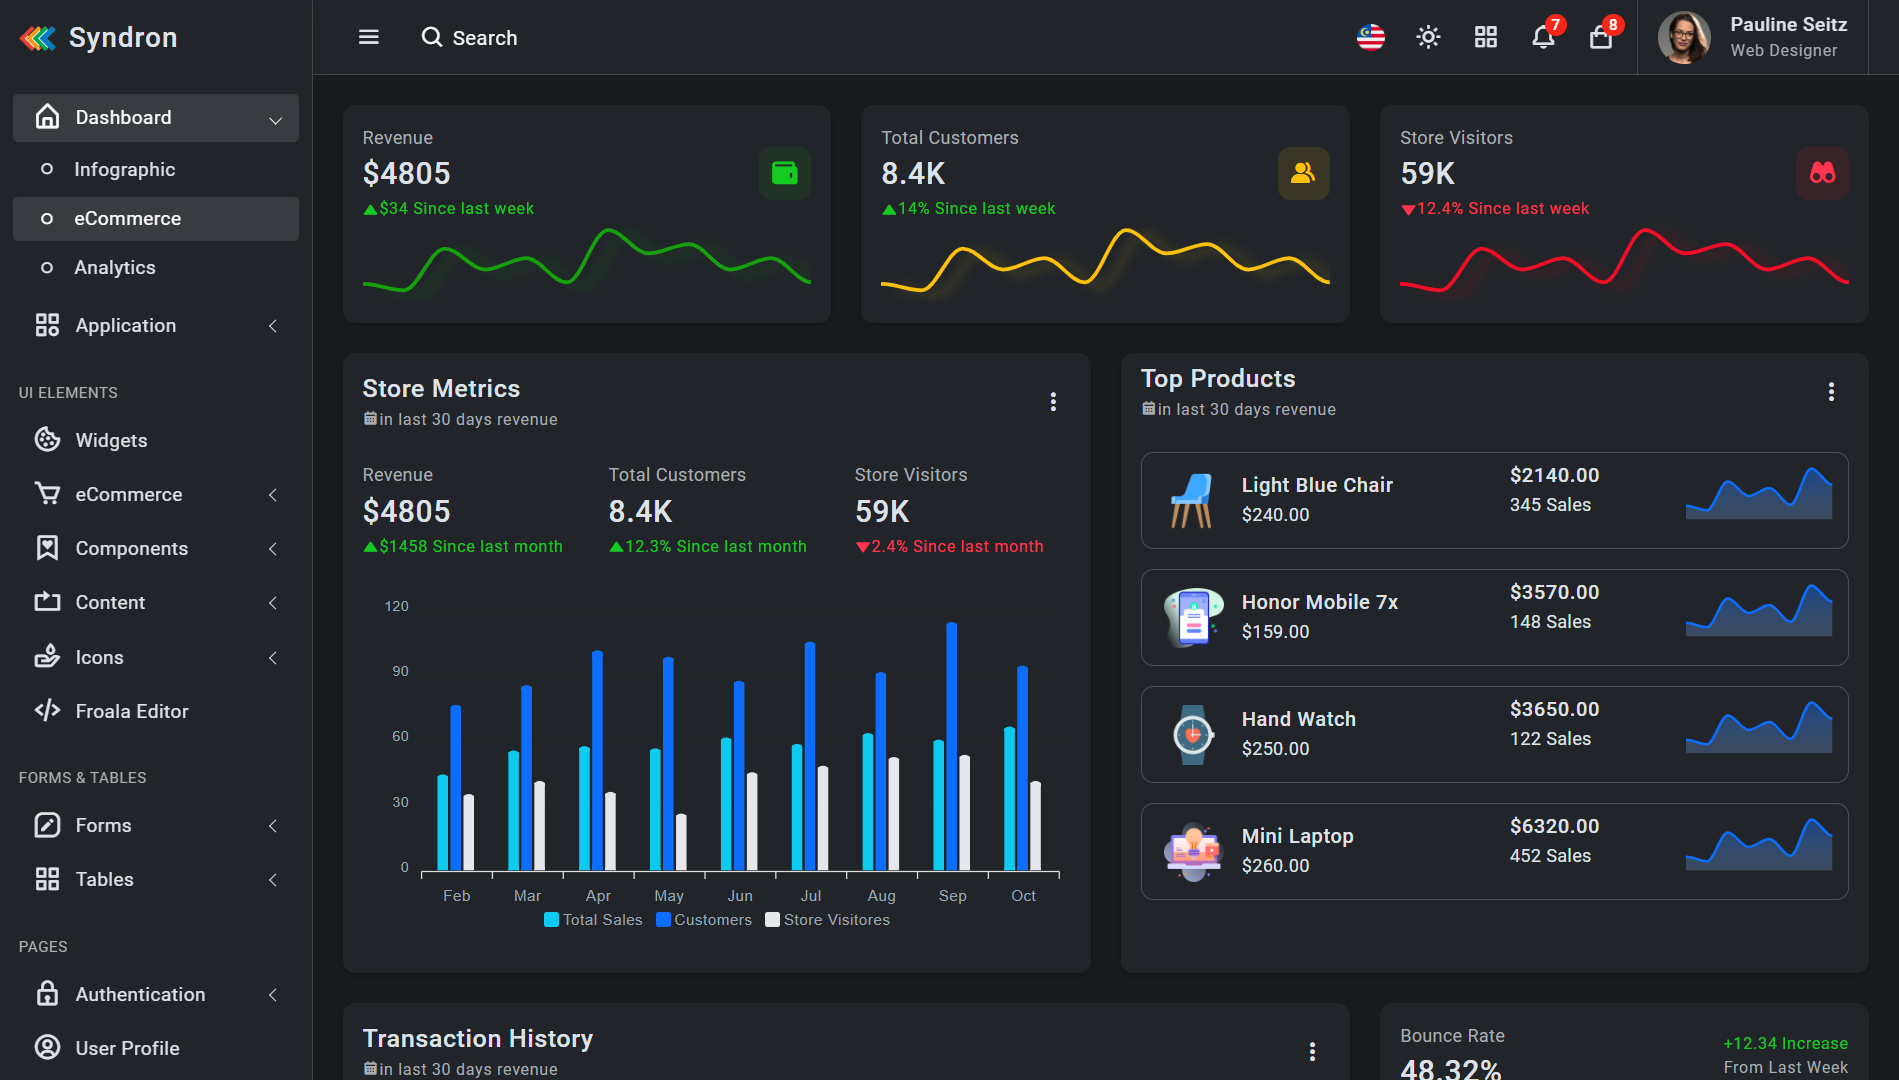 Syndron
Search
7
8
Pauline Seitz
Web Designer
Dashboard
Infographic
eCommerce
Analytics
Application
UI ELEMENTS
Widgets
eCommerce
Components
Content
Icons
Froala Editor
FORMS & TABLES
Forms
Tables
PAGES
Authentication
User Profile
Revenue
$4805
$34 Since last week
Total Customers
8.4K
14% Since last week
Store Visitors
59K
12.4% Since last week
Store Metrics
in last 30 days revenue
Revenue
$4805
$1458 Since last month
Total Customers
8.4K
12.3% Since last month
Store Visitors
59K
2.4% Since last month
120
90
60
30
0
Feb Mar Apr May Jun Jul Aug Sep Oct
Total Sales Customers Store Visitores
Top Products
in last 30 days revenue
Light Blue Chair
$240.00
$2140.00
345 Sales
Honor Mobile 7x
$159.00
$3570.00
148 Sales
Hand Watch
$250.00
$3650.00
122 Sales
Mini Laptop
$260.00
$6320.00
452 Sales
Transaction History
in last 30 days revenue
Bounce Rate
48.32%
+12.34 Increase
From Last Week